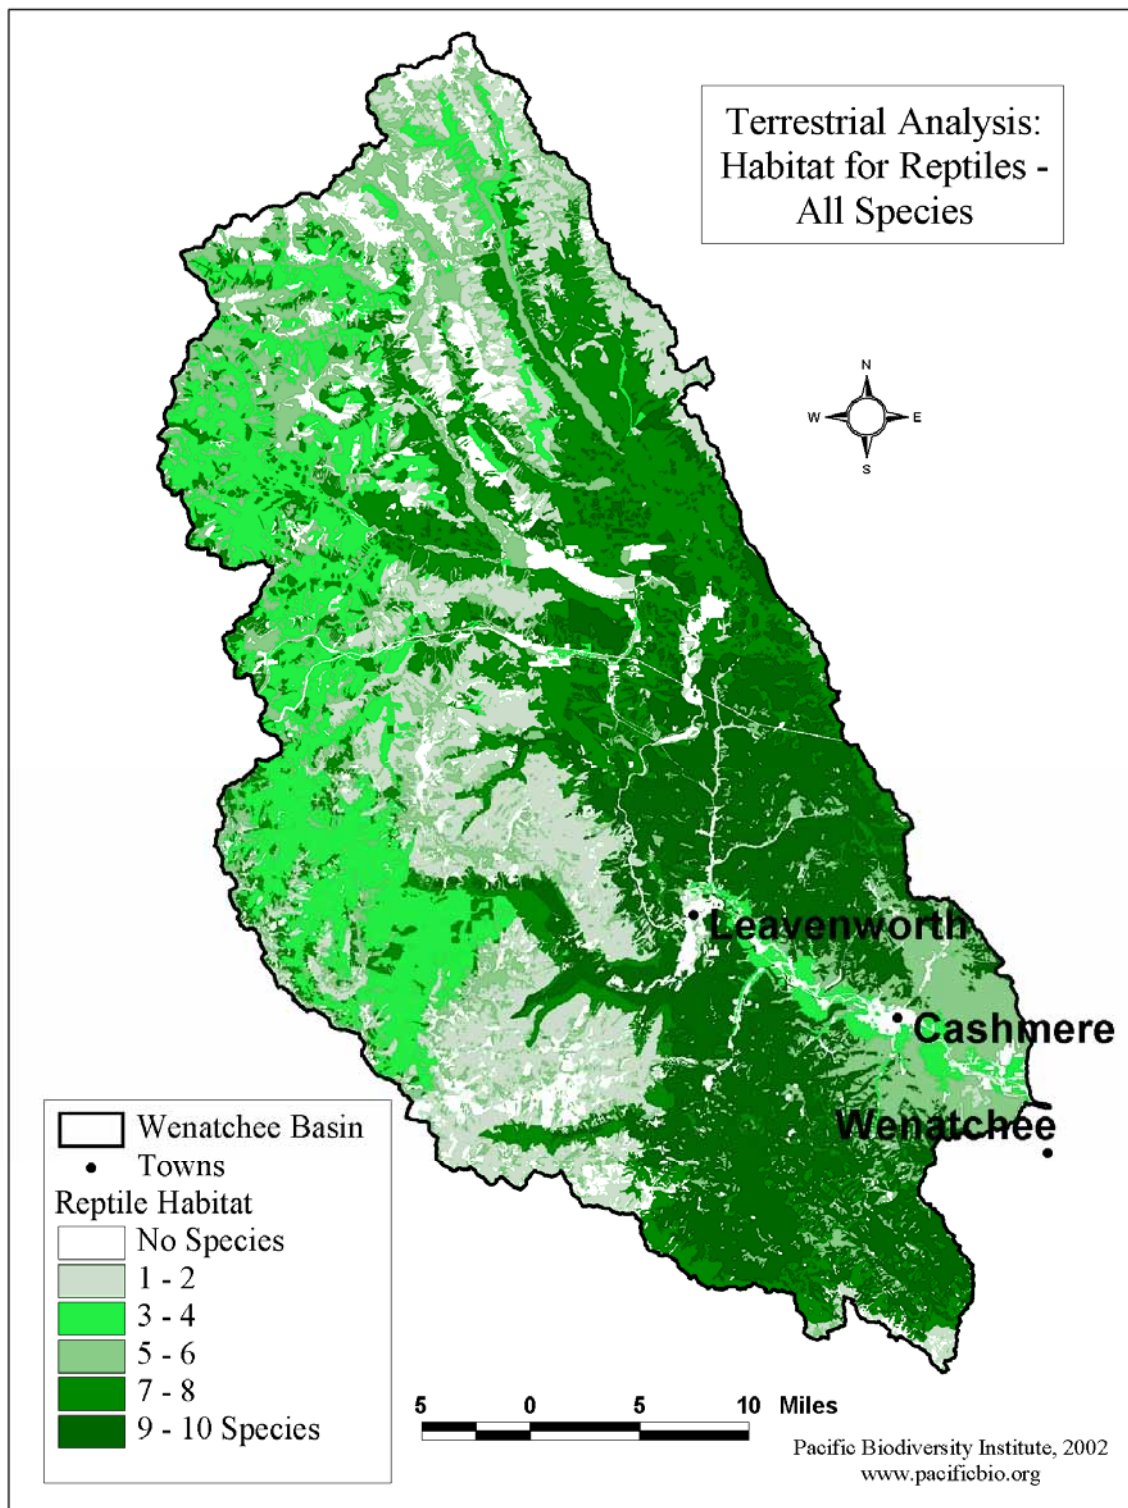 Terrestrial Analysis:
Habitat for Reptiles -
All Species
N
W E
S
Leavenworth
Cashmere
Wenatchee
Wenatchee Basin
Towns
Reptile Habitat
No Species
1 - 2
3 - 4
5 - 6
7 - 8
9 - 10 Species
5 0 5 10 Miles
Pacific Biodiversity Institute, 2002
www.pacificbio.org